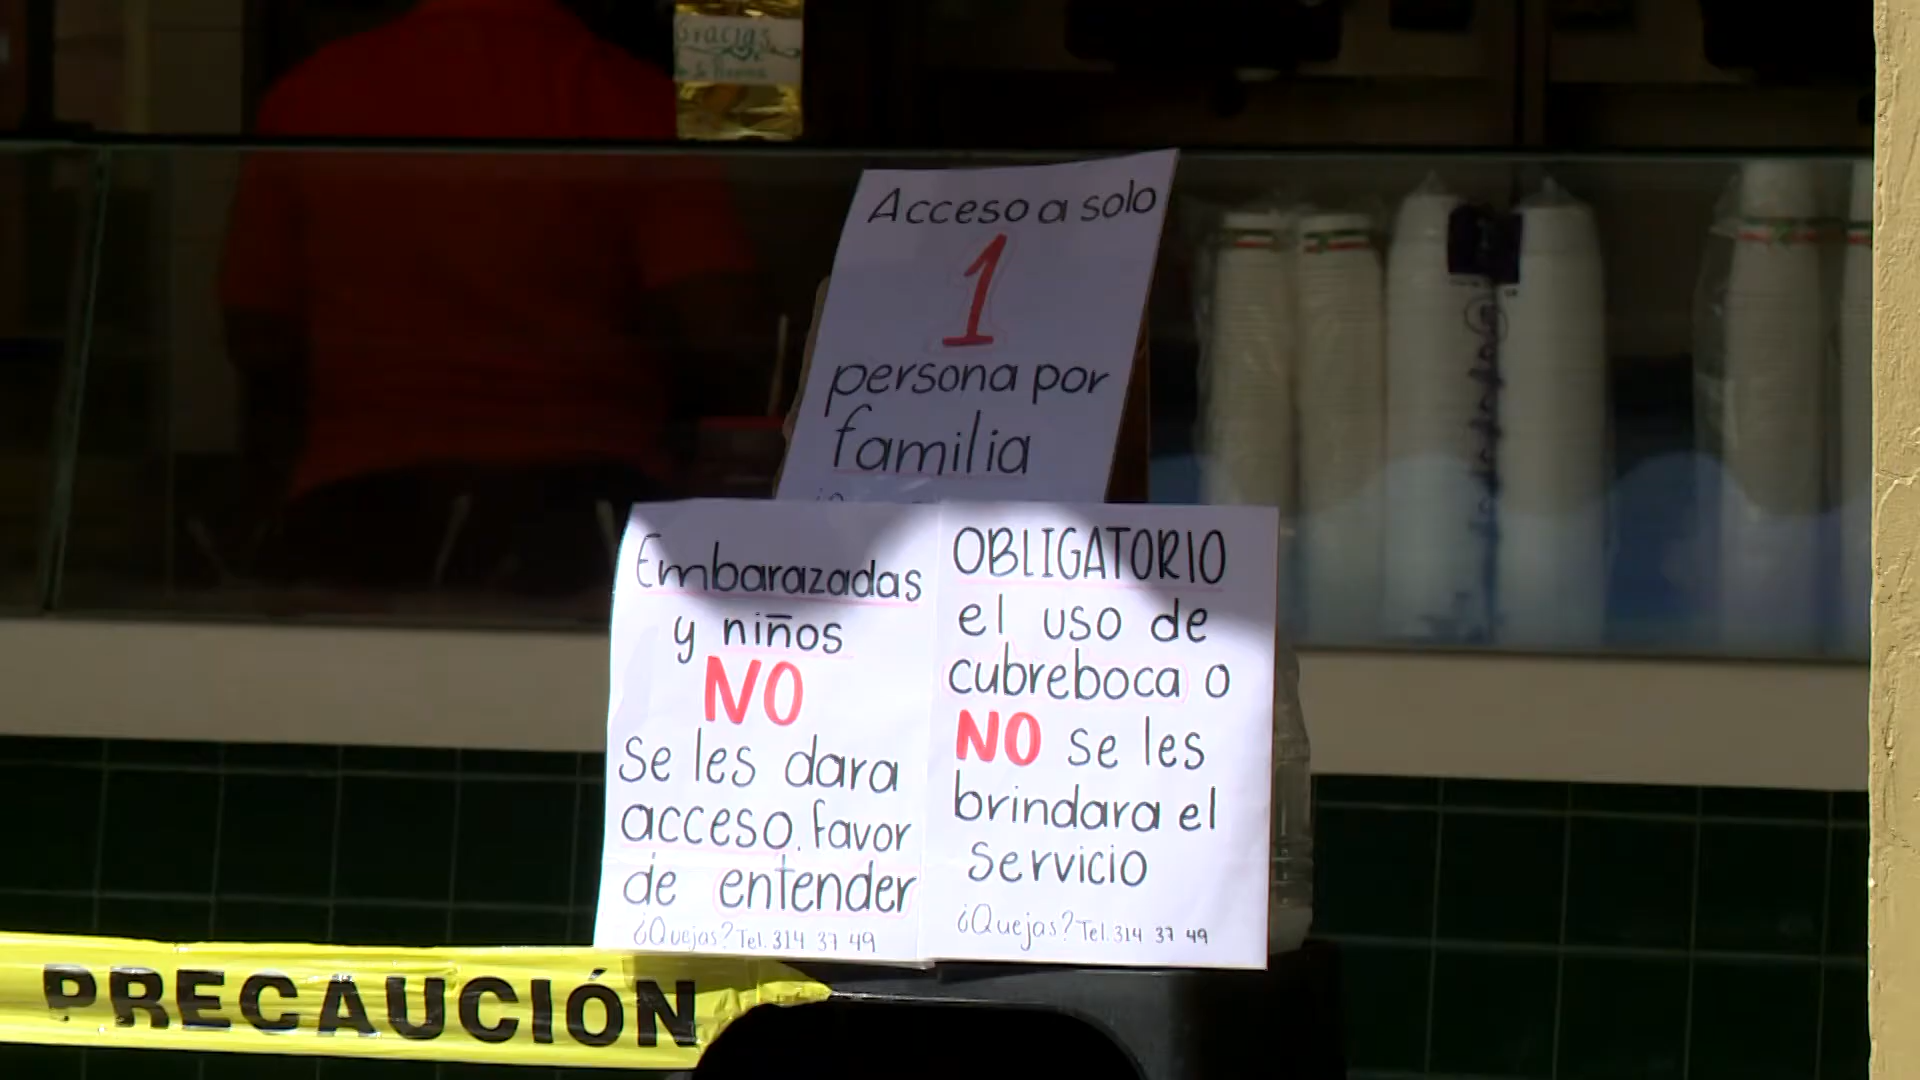 Gracias
Acceso a solo
1
persona por
familia
Embarazadas
y niños
NO
se les dara
acceso. favor
de entender
¿Quejas? Tel. 314 37 49
OBLIGATORIO
el uso de
cubreboca o
NO se les
brindara el
servicio
¿Quejas? Tel. 314 37 49
PRECAUCIÓN